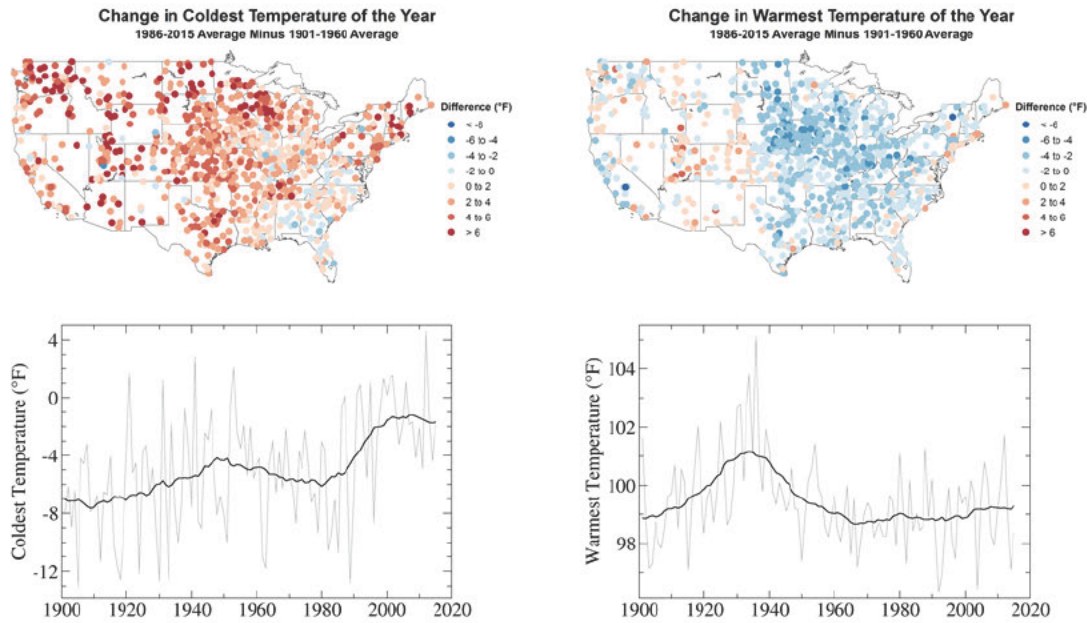 Change in Coldest Temperature of the Year
1986-2015 Average Minus 1901-1960 Average
Difference (°F)
< -6
-6 to -4
-4 to -2
-2 to 0
0 to 2
2 to 4
4 to 6
> 6
Change in Warmest Temperature of the Year
1986-2015 Average Minus 1901-1960 Average
Difference (°F)
< -6
-6 to -4
-4 to -2
-2 to 0
0 to 2
2 to 4
4 to 6
> 6
Coldest Temperature (°F)
4
0
-4
-8
-12
1900 1920 1940 1960 1980 2000 2020
Warmest Temperature (°F)
104
102
100
98
1900 1920 1940 1960 1980 2000 2020